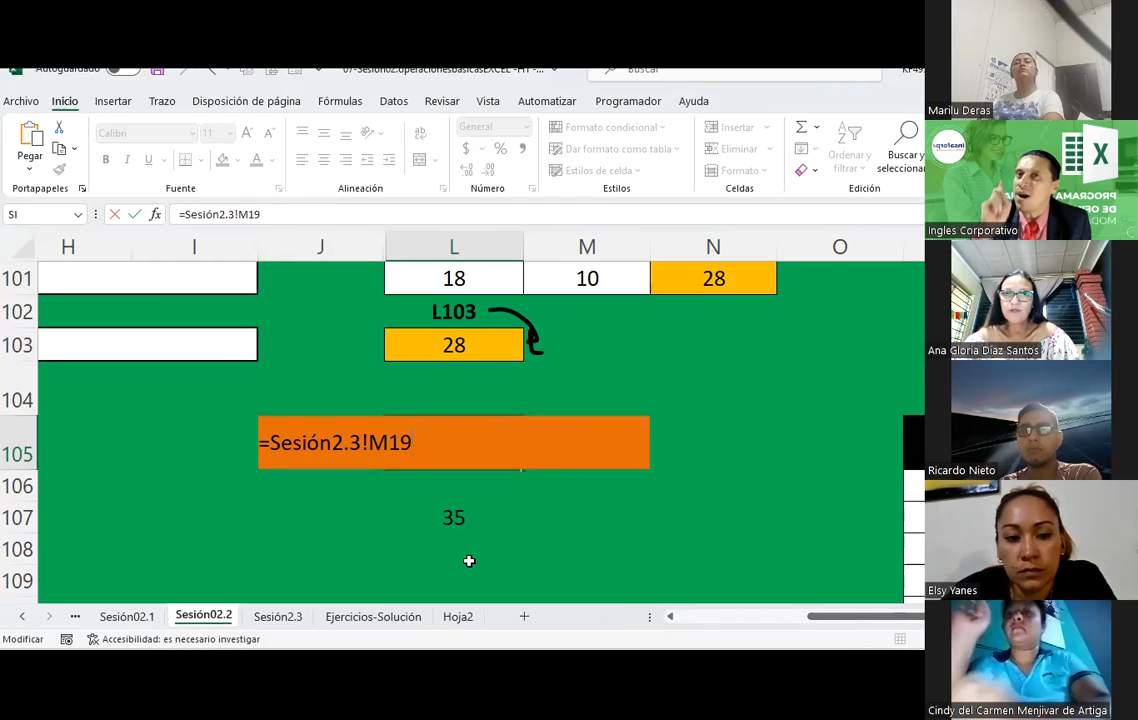 Autoguardado
07-Sesión02.operacionesbasicasEXCEL -HT -...
Buscar
Archivo Inicio Insertar Trazo Disposición de página Fórmulas Datos Revisar Vista Automatizar Programador Ayuda
Pegar
Calibri 11
General
Formato condicional
Insertar
Dar formato como tabla
Eliminar
Estilos de celda
Formato
Ordenar y filtrar
Buscar y seleccionar
Portapapeles Fuente Alineación Número Estilos Celdas Edición
SI
=Sesión2.3!M19
H I J L M N O
101 18 10 28
102 L103
103 28
104
105 =Sesión2.3!M19
106
107 35
108
109
Sesión02.1 Sesión02.2 Sesión2.3 Ejercicios-Solución Hoja2
Modificar Accesibilidad: es necesario investigar
Marilu Deras
PROGRAMA
Ingles Corporativo
Ana Gloria Díaz Santos
Ricardo Nieto
Elsy Yanes
Cindy del Carmen Menjivar de Artiga